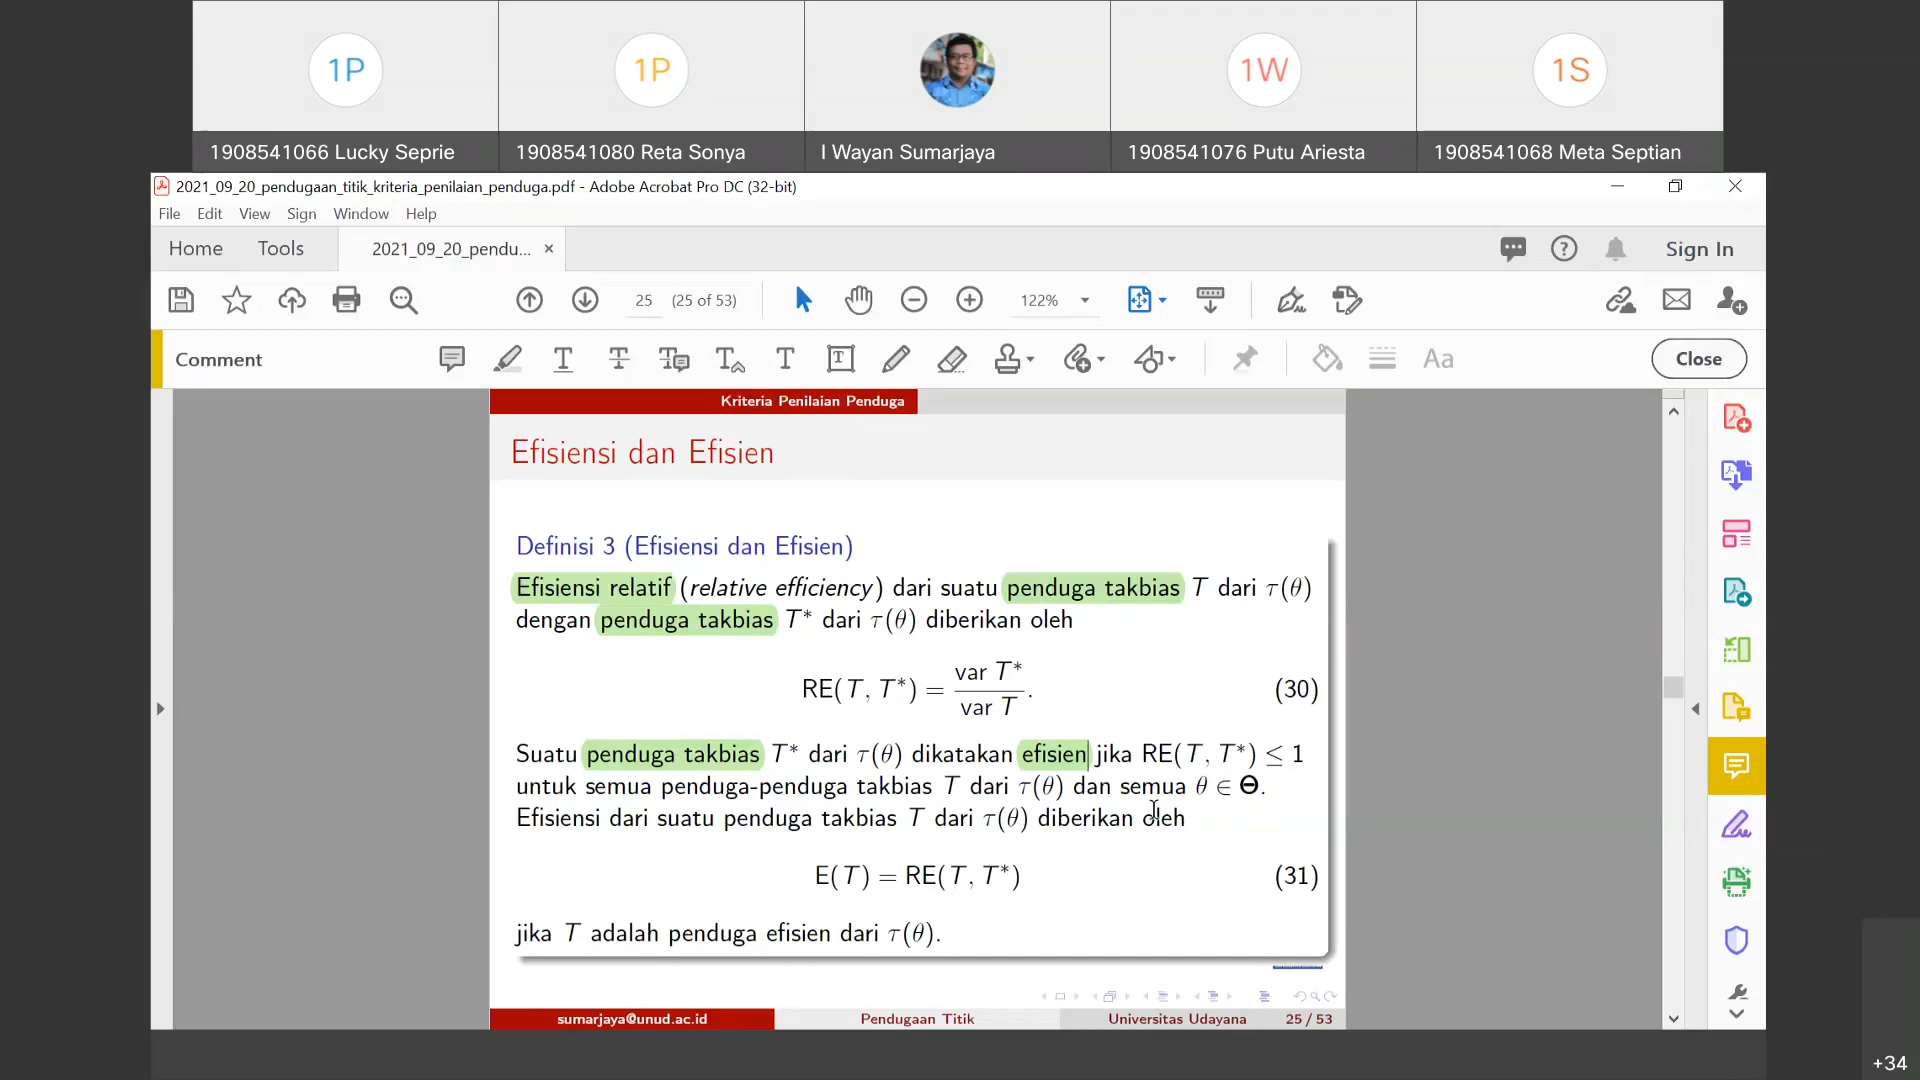 1P
1P
1W
1S
1908541066 Lucky Seprie
1908541080 Reta Sonya
I Wayan Sumarjaya
1908541076 Putu Ariesta
1908541068 Meta Septian
2021_09_20_pendugaan_titik_kriteria_penilaian_penduga.pdf - Adobe Acrobat Pro DC (32-bit)
File Edit View Sign Window Help
Home Tools 2021_09_20_pendu... × Sign In
25 (25 of 53) 122%
Comment Aa Close
Kriteria Penilaian Penduga
Efisiensi dan Efisien
Definisi 3 (Efisiensi dan Efisien)
Efisiensi relatif (relative efficiency) dari suatu penduga takbias T dari τ(θ)
dengan penduga takbias T* dari τ(θ) diberikan oleh
RE(T, T*) = var T* / var T. (30)
Suatu penduga takbias T* dari τ(θ) dikatakan efisien jika RE(T, T*) ≤ 1
untuk semua penduga-penduga takbias T dari τ(θ) dan semua θ ∈ Θ.
Efisiensi dari suatu penduga takbias T dari τ(θ) diberikan oleh
E(T) = RE(T, T*) (31)
jika T adalah penduga efisien dari τ(θ).
sumarjaya@unud.ac.id Pendugaan Titik Universitas Udayana 25 / 53
+34